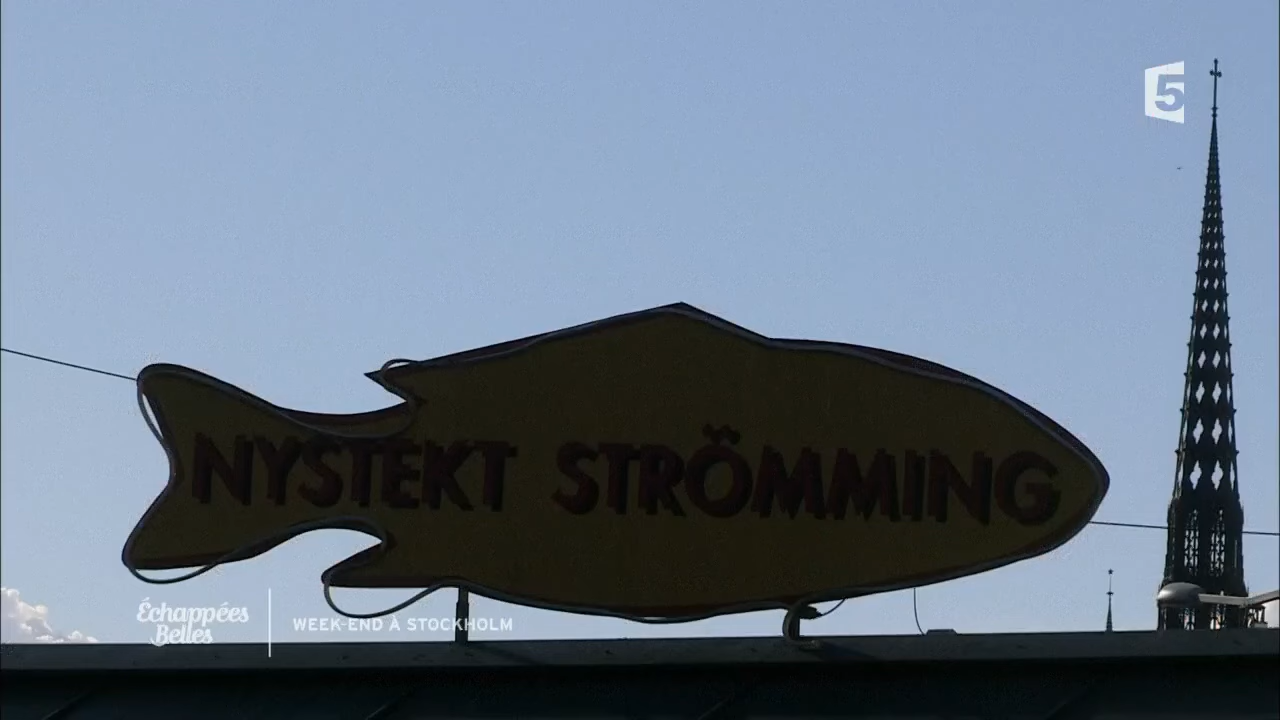 5
NYSTEKT STRÖMMING
Échappées
Belles
WEEK-END À STOCKHOLM